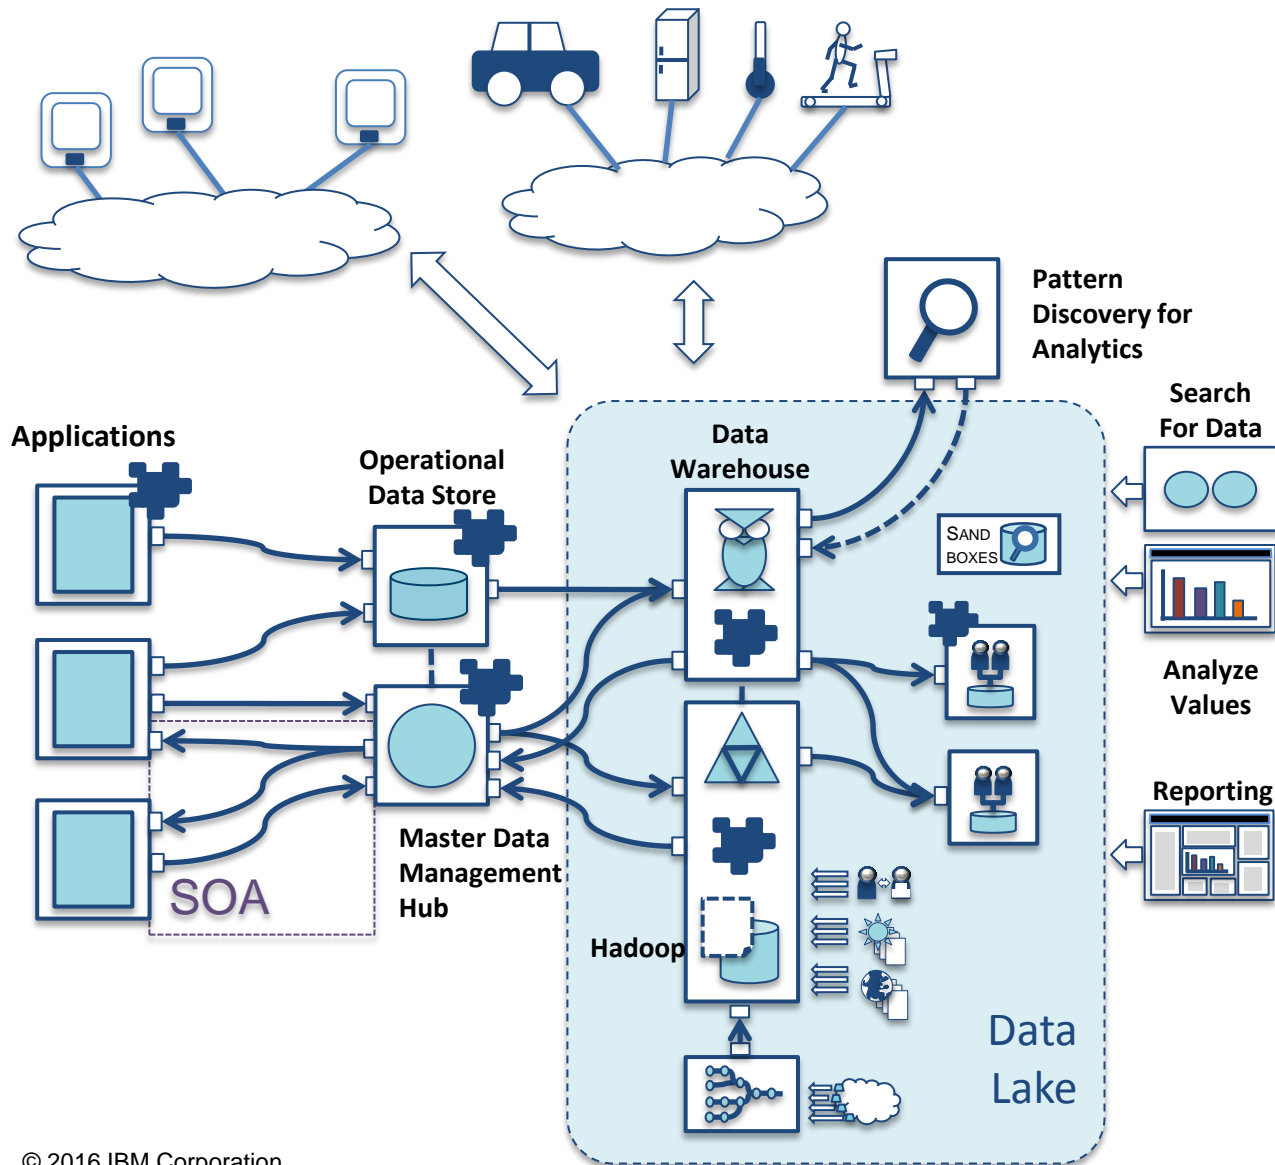 Pattern
Discovery for
Analytics
Search
For Data
Applications
Operational
Data Store
Data
Warehouse
SAND
BOXES
Analyze
Values
Master Data
Management
Hub
SOA
Reporting
Hadoop
Data
Lake
© 2016 IBM Corporation